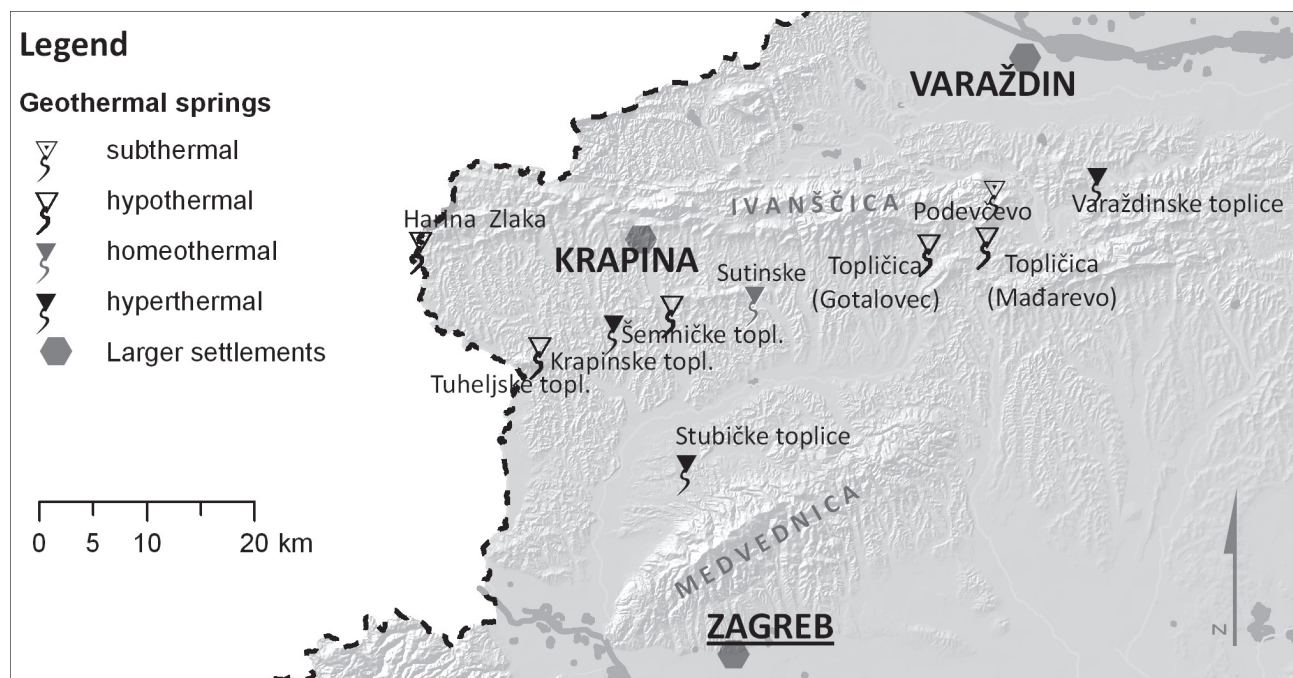 Legend
Geothermal springs
subthermal
hypothermal
homeothermal
hyperthermal
Larger settlements
0 5 10 20 km
VARAŽDIN
IVANŠČICA
Podevčevo
Varaždinske toplice
Harina Zlaka
KRAPINA
Sutinske
Topličica
(Gotalovec)
Topličica
(Mađarevo)
Šemničke topl.
Krapinske topl.
Tuheljske topl.
Stubičke toplice
MEDVEDNICA
ZAGREB
N